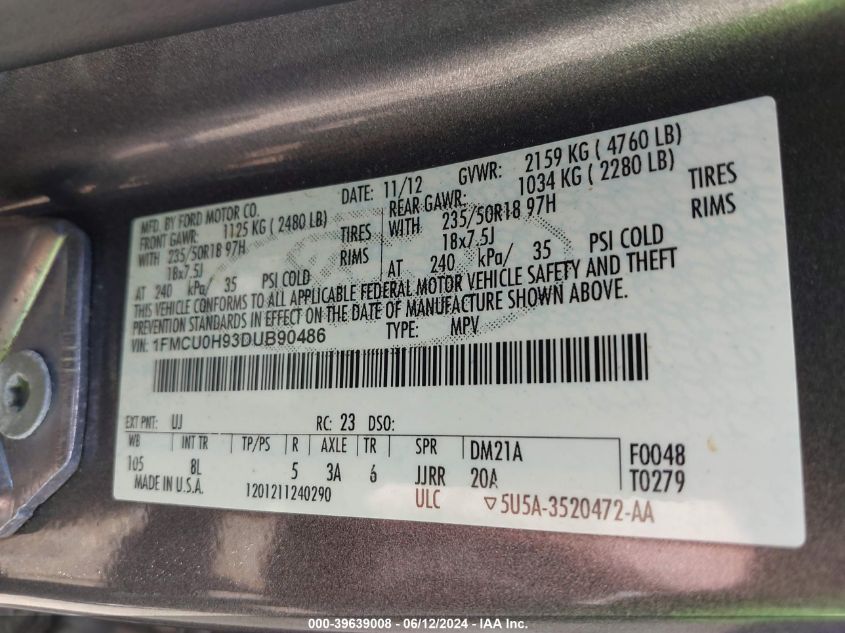 MFD. BY FORD MOTOR CO.
DATE: 11/12 GVWR: 2159 KG ( 4760 LB)
FRONT GAWR: 1125 KG ( 2480 LB) REAR GAWR: 1034 KG ( 2280 LB)
WITH 235/50R18 97H TIRES WITH 235/50R18 97H TIRES
18x7.5J RIMS 18x7.5J RIMS
AT 240 kPa/ 35 PSI COLD AT 240 kPa/ 35 PSI COLD
THIS VEHICLE CONFORMS TO ALL APPLICABLE FEDERAL MOTOR VEHICLE SAFETY AND THEFT
PREVENTION STANDARDS IN EFFECT ON THE DATE OF MANUFACTURE SHOWN ABOVE.
VIN: 1FMCU0H93DUB90486 TYPE: MPV
EXT PNT: UJ RC: 23 DSO:
WB INT TR TP/PS R AXLE TR SPR DM21A F0048
105 8L 5 3A 6 JJRR 20A T0279
MADE IN U.S.A. 1201211240290 ULC 5U5A-3520472-AA
000-39639008 - 06/12/2024 - IAA Inc.